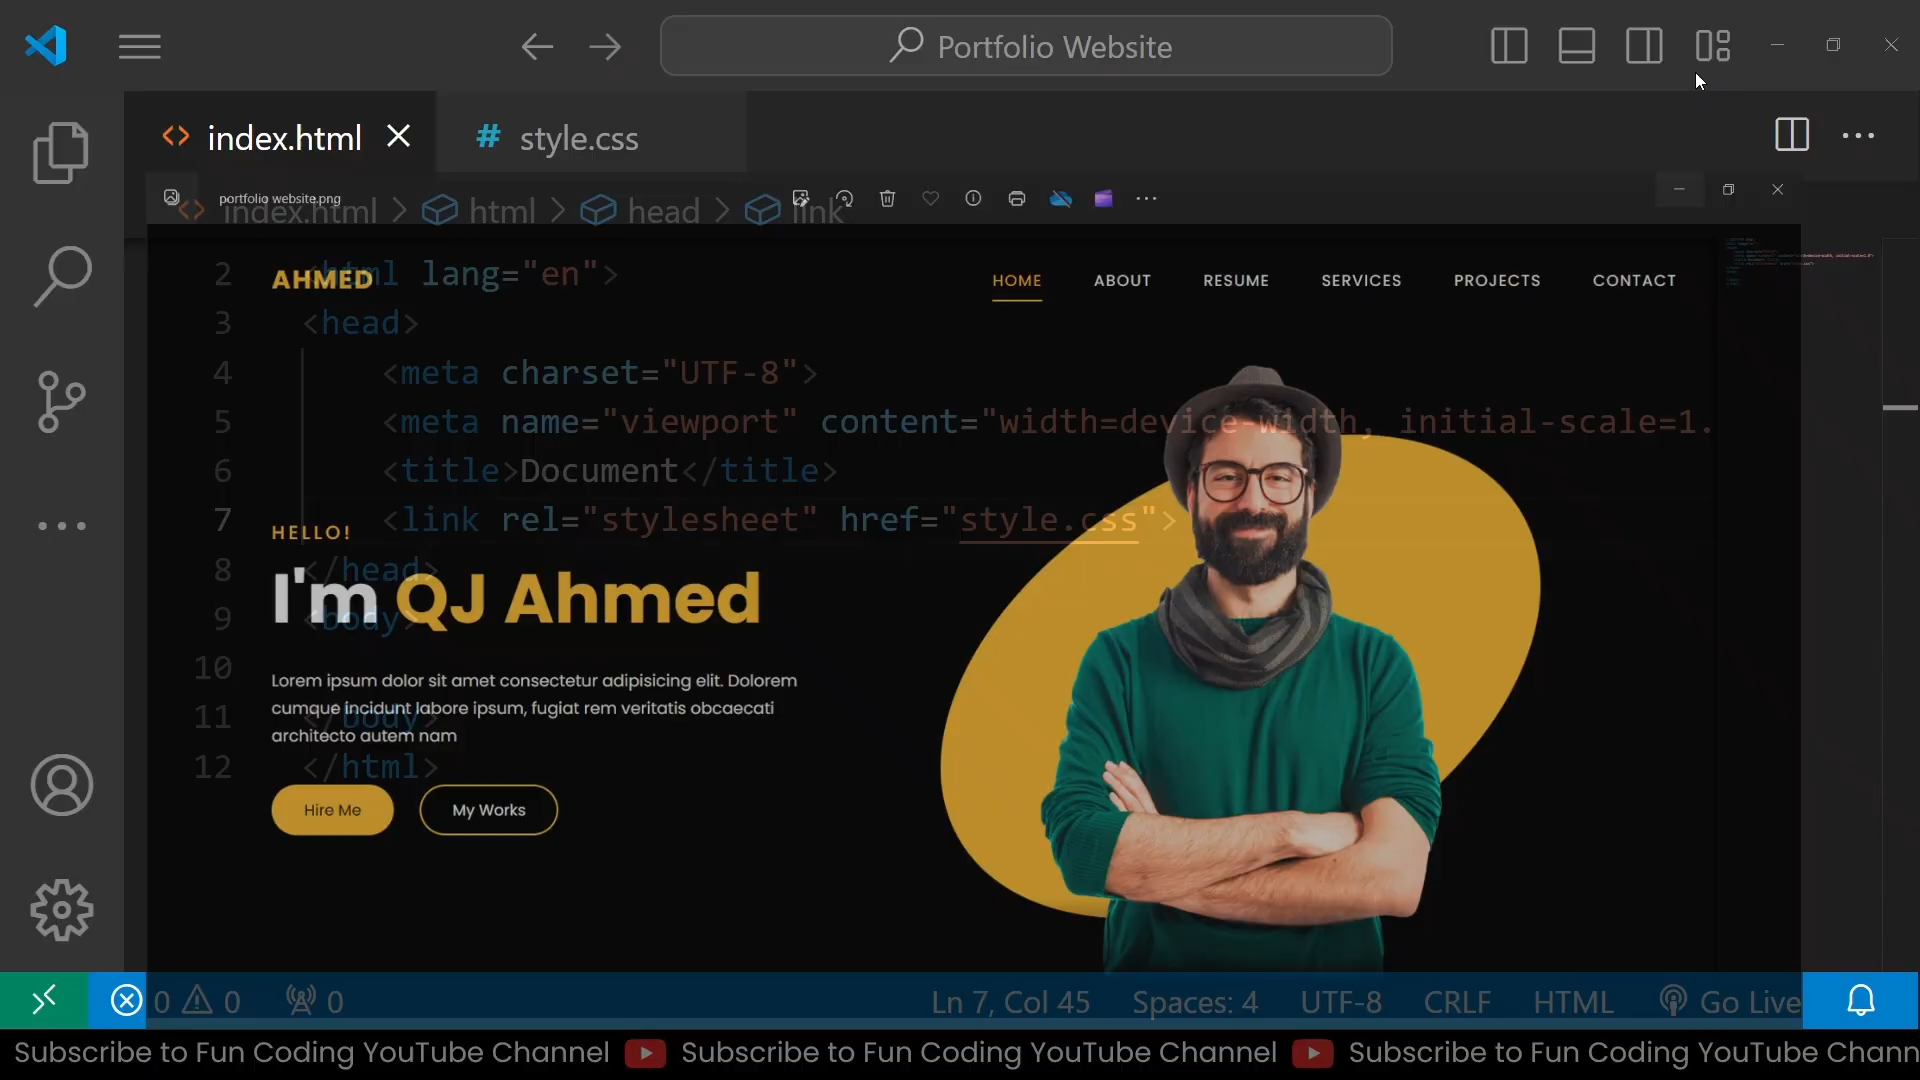 Portfolio Website
index.html
# style.css
portfolio website.png
index.html > html > head > link
AHMED
HOME ABOUT RESUME SERVICES PROJECTS CONTACT
2 <html lang="en">
3 <head>
4 <meta charset="UTF-8">
5 <meta name="viewport" content="width=device-width, initial-scale=1.
6 <title>Document</title>
7 <link rel="stylesheet" href="style.css">
8 </head>
9 <body>
10
11 </body>
12 </html>
HELLO!
I'm QJ Ahmed
Lorem ipsum dolor sit amet consectetur adipisicing elit. Dolorem
cumque incidunt labore ipsum, fugiat rem veritatis obcaecati
architecto autem nam
Hire Me My Works
0 0 0 Ln 7, Col 45 Spaces: 4 UTF-8 CRLF HTML Go Live
Subscribe to Fun Coding YouTube Channel Subscribe to Fun Coding YouTube Channel Subscribe to Fun Coding YouTube Chann